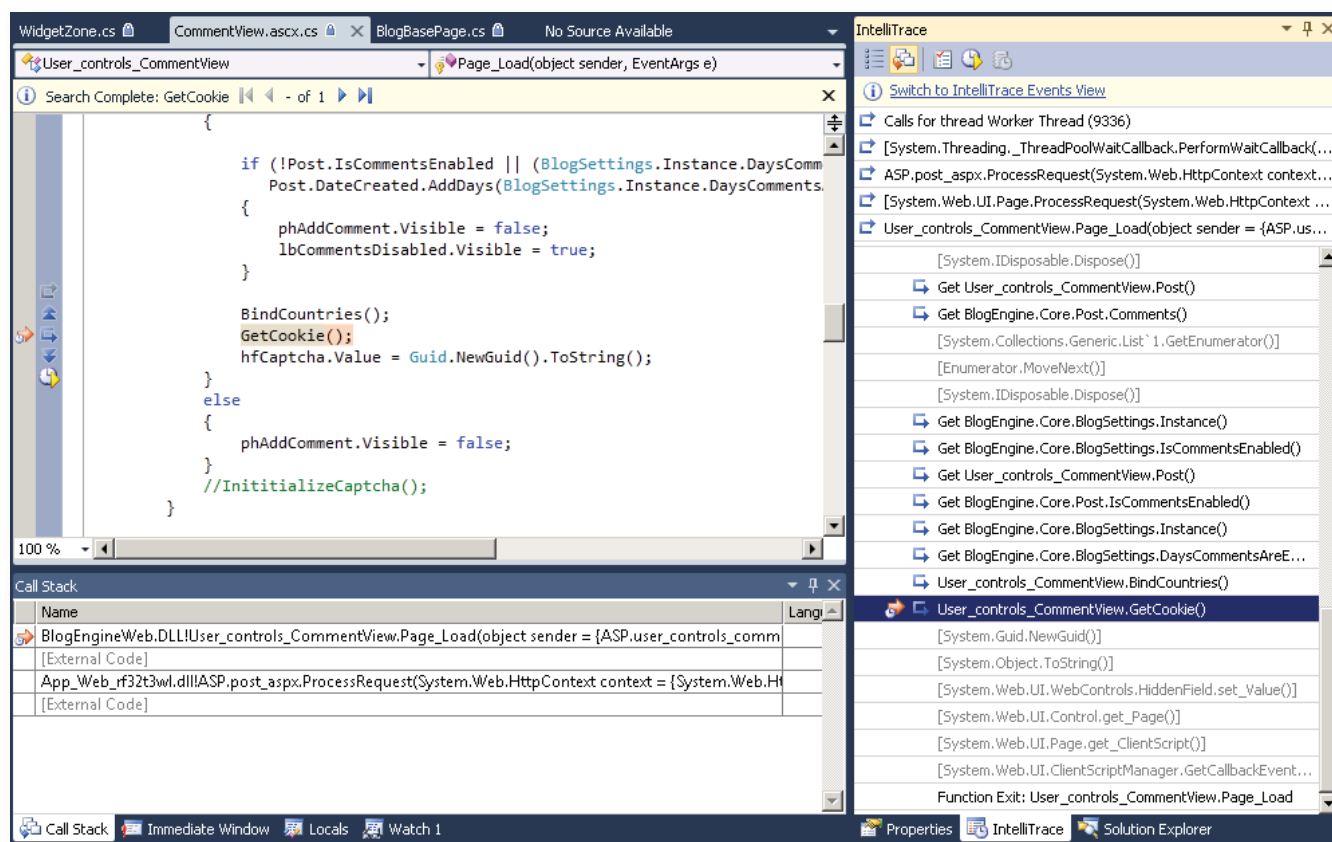 WidgetZone.cs
CommentView.ascx.cs
BlogBasePage.cs
No Source Available
User_controls_CommentView
Page_Load(object sender, EventArgs e)
Search Complete: GetCookie - of 1
{
if (!Post.IsCommentsEnabled || (BlogSettings.Instance.DaysComm
Post.DateCreated.AddDays(BlogSettings.Instance.DaysComments
{
phAddComment.Visible = false;
lbCommentsDisabled.Visible = true;
}
BindCountries();
GetCookie();
hfCaptcha.Value = Guid.NewGuid().ToString();
}
else
{
phAddComment.Visible = false;
}
//InititializeCaptcha();
}
100 %
Call Stack
Name
Langu
BlogEngineWeb.DLL!User_controls_CommentView.Page_Load(object sender = {ASP.user_controls_comm
[External Code]
App_Web_rf32t3wl.dll!ASP.post_aspx.ProcessRequest(System.Web.HttpContext context = {System.Web.Ht
[External Code]
Call Stack
Immediate Window
Locals
Watch 1
IntelliTrace
Switch to IntelliTrace Events View
Calls for thread Worker Thread (9336)
[System.Threading._ThreadPoolWaitCallback.PerformWaitCallback(...
ASP.post_aspx.ProcessRequest(System.Web.HttpContext context...
[System.Web.UI.Page.ProcessRequest(System.Web.HttpContext ...
User_controls_CommentView.Page_Load(object sender = {ASP.us...
[System.IDisposable.Dispose()]
Get User_controls_CommentView.Post()
Get BlogEngine.Core.Post.Comments()
[System.Collections.Generic.List`1.GetEnumerator()]
[Enumerator.MoveNext()]
[System.IDisposable.Dispose()]
Get BlogEngine.Core.BlogSettings.Instance()
Get BlogEngine.Core.BlogSettings.IsCommentsEnabled()
Get User_controls_CommentView.Post()
Get BlogEngine.Core.Post.IsCommentsEnabled()
Get BlogEngine.Core.BlogSettings.Instance()
Get BlogEngine.Core.BlogSettings.DaysCommentsAreE...
User_controls_CommentView.BindCountries()
User_controls_CommentView.GetCookie()
[System.Guid.NewGuid()]
[System.Object.ToString()]
[System.Web.UI.WebControls.HiddenField.set_Value()]
[System.Web.UI.Control.get_Page()]
[System.Web.UI.Page.get_ClientScript()]
[System.Web.UI.ClientScriptManager.GetCallbackEvent...
Function Exit: User_controls_CommentView.Page_Load
Properties
IntelliTrace
Solution Explorer